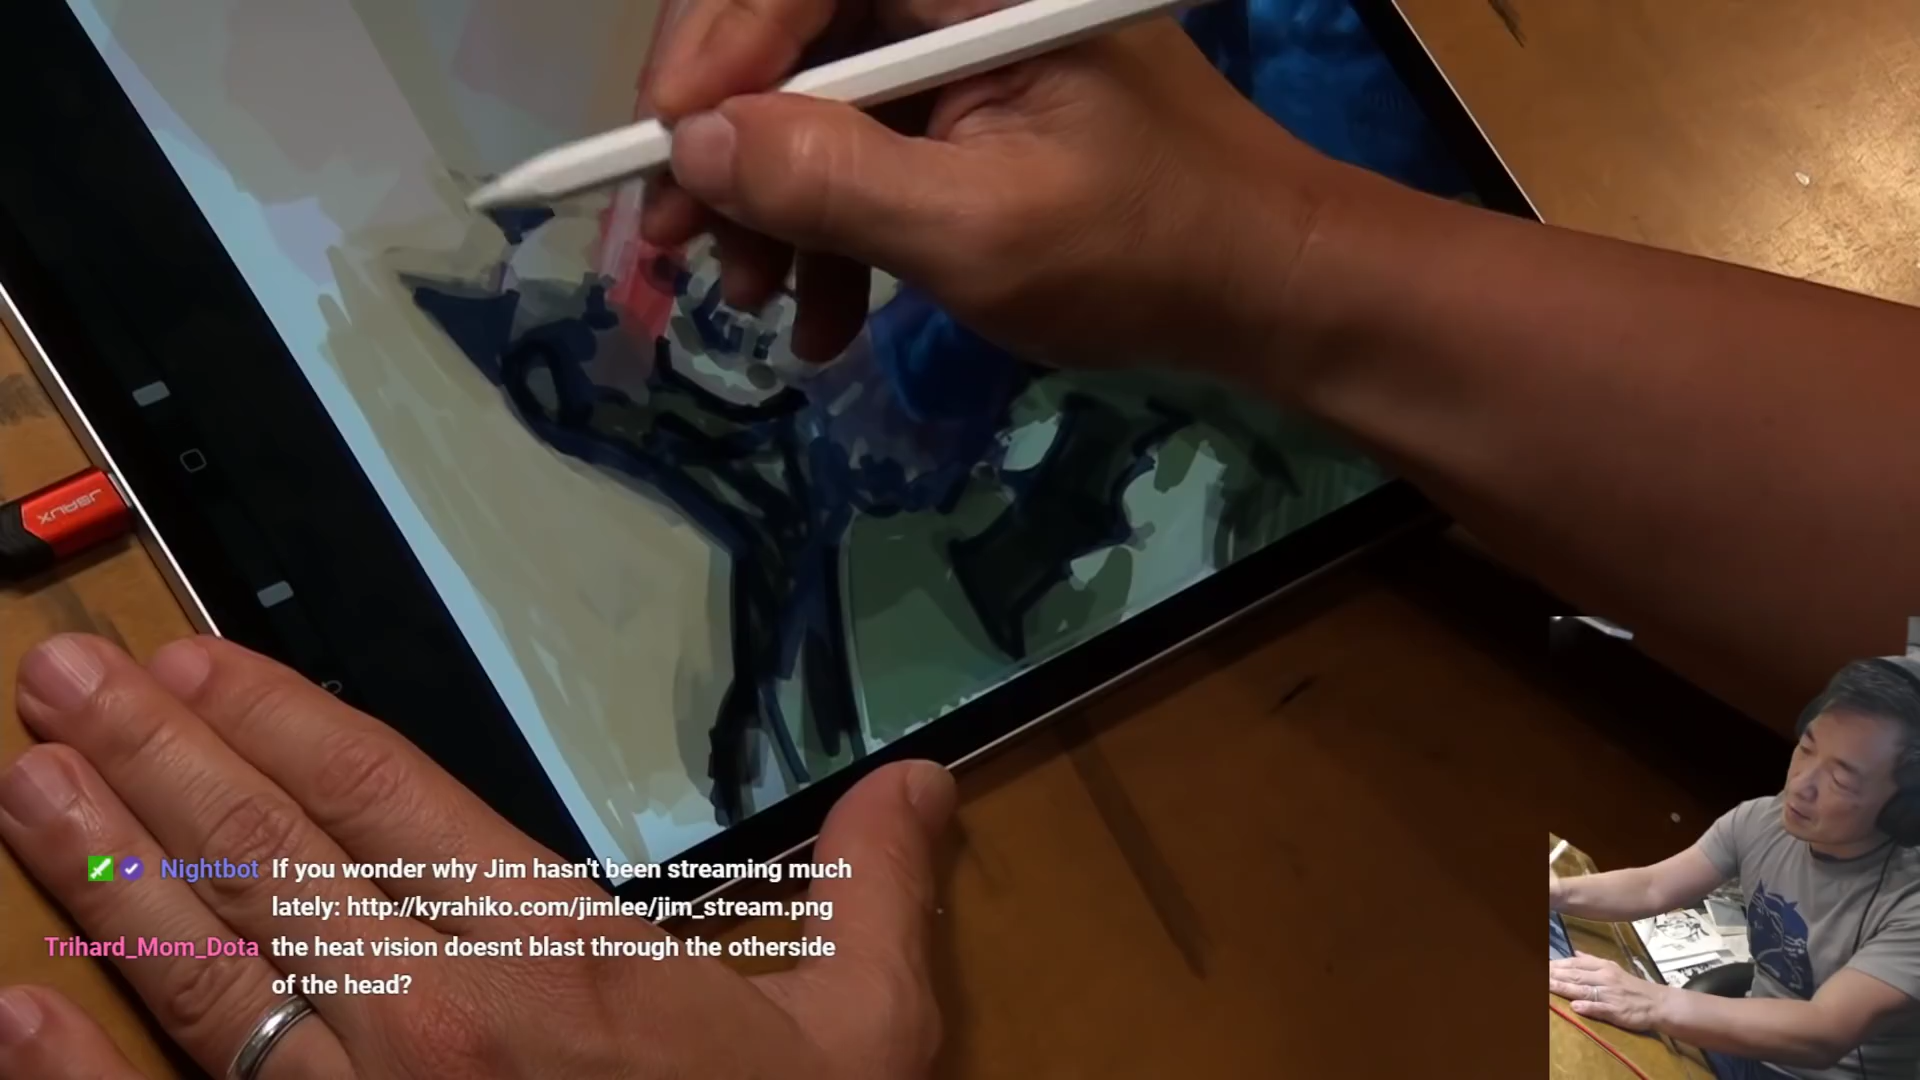 JSAUX
Nightbot If you wonder why Jim hasn't been streaming much
lately: http://kyrahiko.com/jimlee/jim_stream.png
Trihard_Mom_Dota the heat vision doesnt blast through the otherside
of the head?